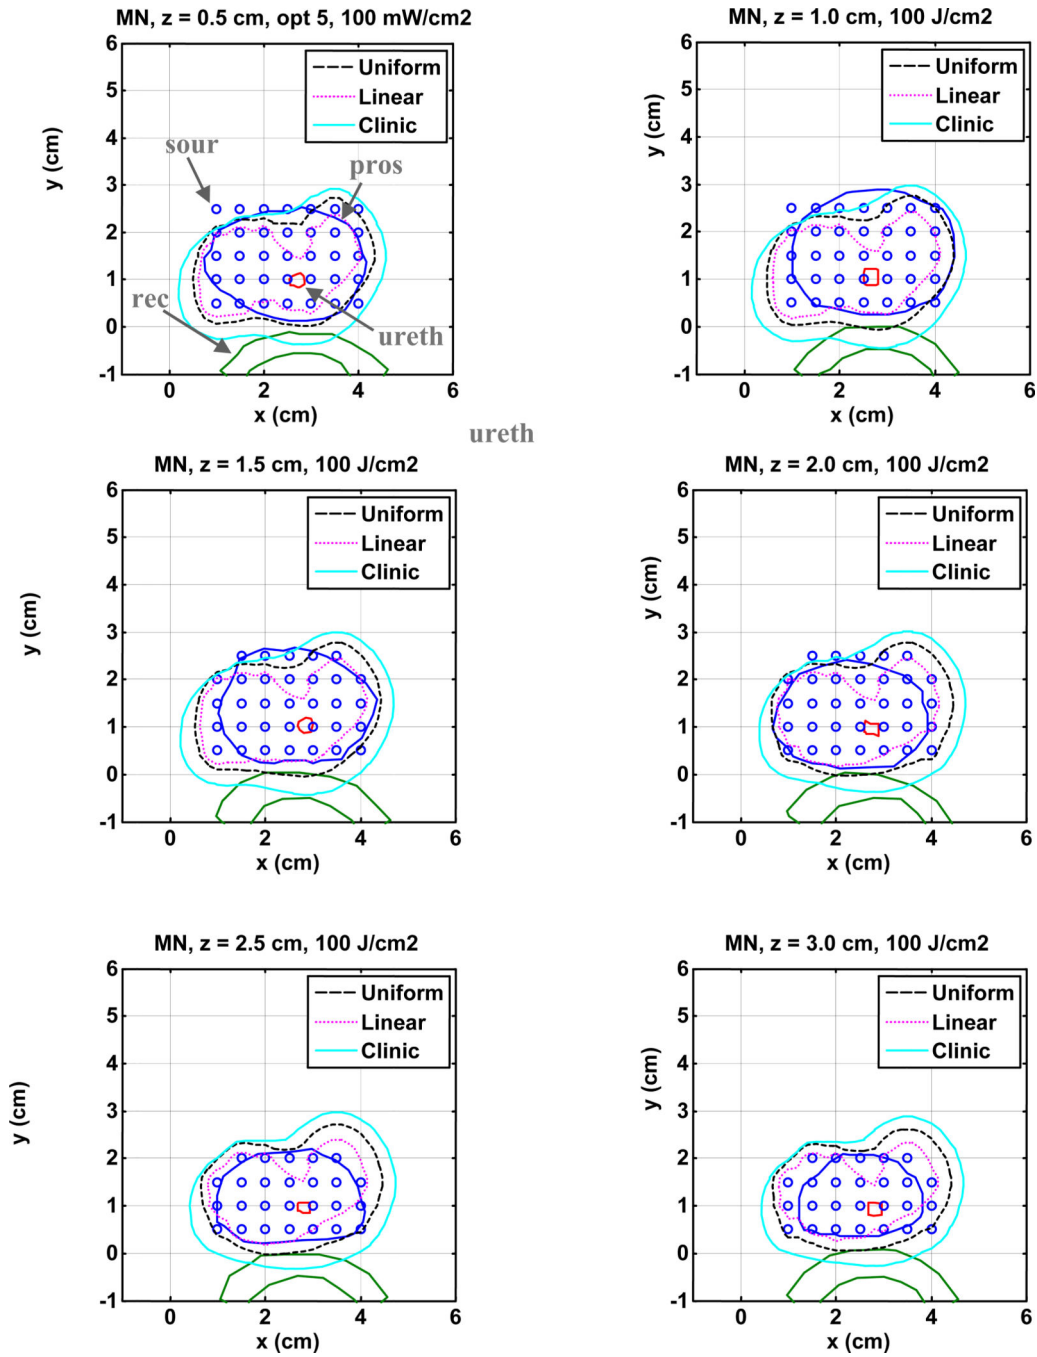 MN, z = 0.5 cm, opt 5, 100 mW/cm2
6
5
4
3
2
1
0
-1
y (cm)
Uniform
Linear
Clinic
sour
pros
rec
ureth
0 2 4 6
x (cm)
MN, z = 1.0 cm, 100 J/cm2
6
5
4
3
2
1
0
-1
y (cm)
Uniform
Linear
Clinic
0 2 4 6
x (cm)
ureth
MN, z = 1.5 cm, 100 J/cm2
6
5
4
3
2
1
0
-1
y (cm)
Uniform
Linear
Clinic
0 2 4 6
x (cm)
MN, z = 2.0 cm, 100 J/cm2
6
5
4
3
2
1
0
-1
y (cm)
Uniform
Linear
Clinic
0 2 4 6
x (cm)
MN, z = 2.5 cm, 100 J/cm2
6
5
4
3
2
1
0
-1
y (cm)
Uniform
Linear
Clinic
0 2 4 6
x (cm)
MN, z = 3.0 cm, 100 J/cm2
6
5
4
3
2
1
0
-1
y (cm)
Uniform
Linear
Clinic
0 2 4 6
x (cm)